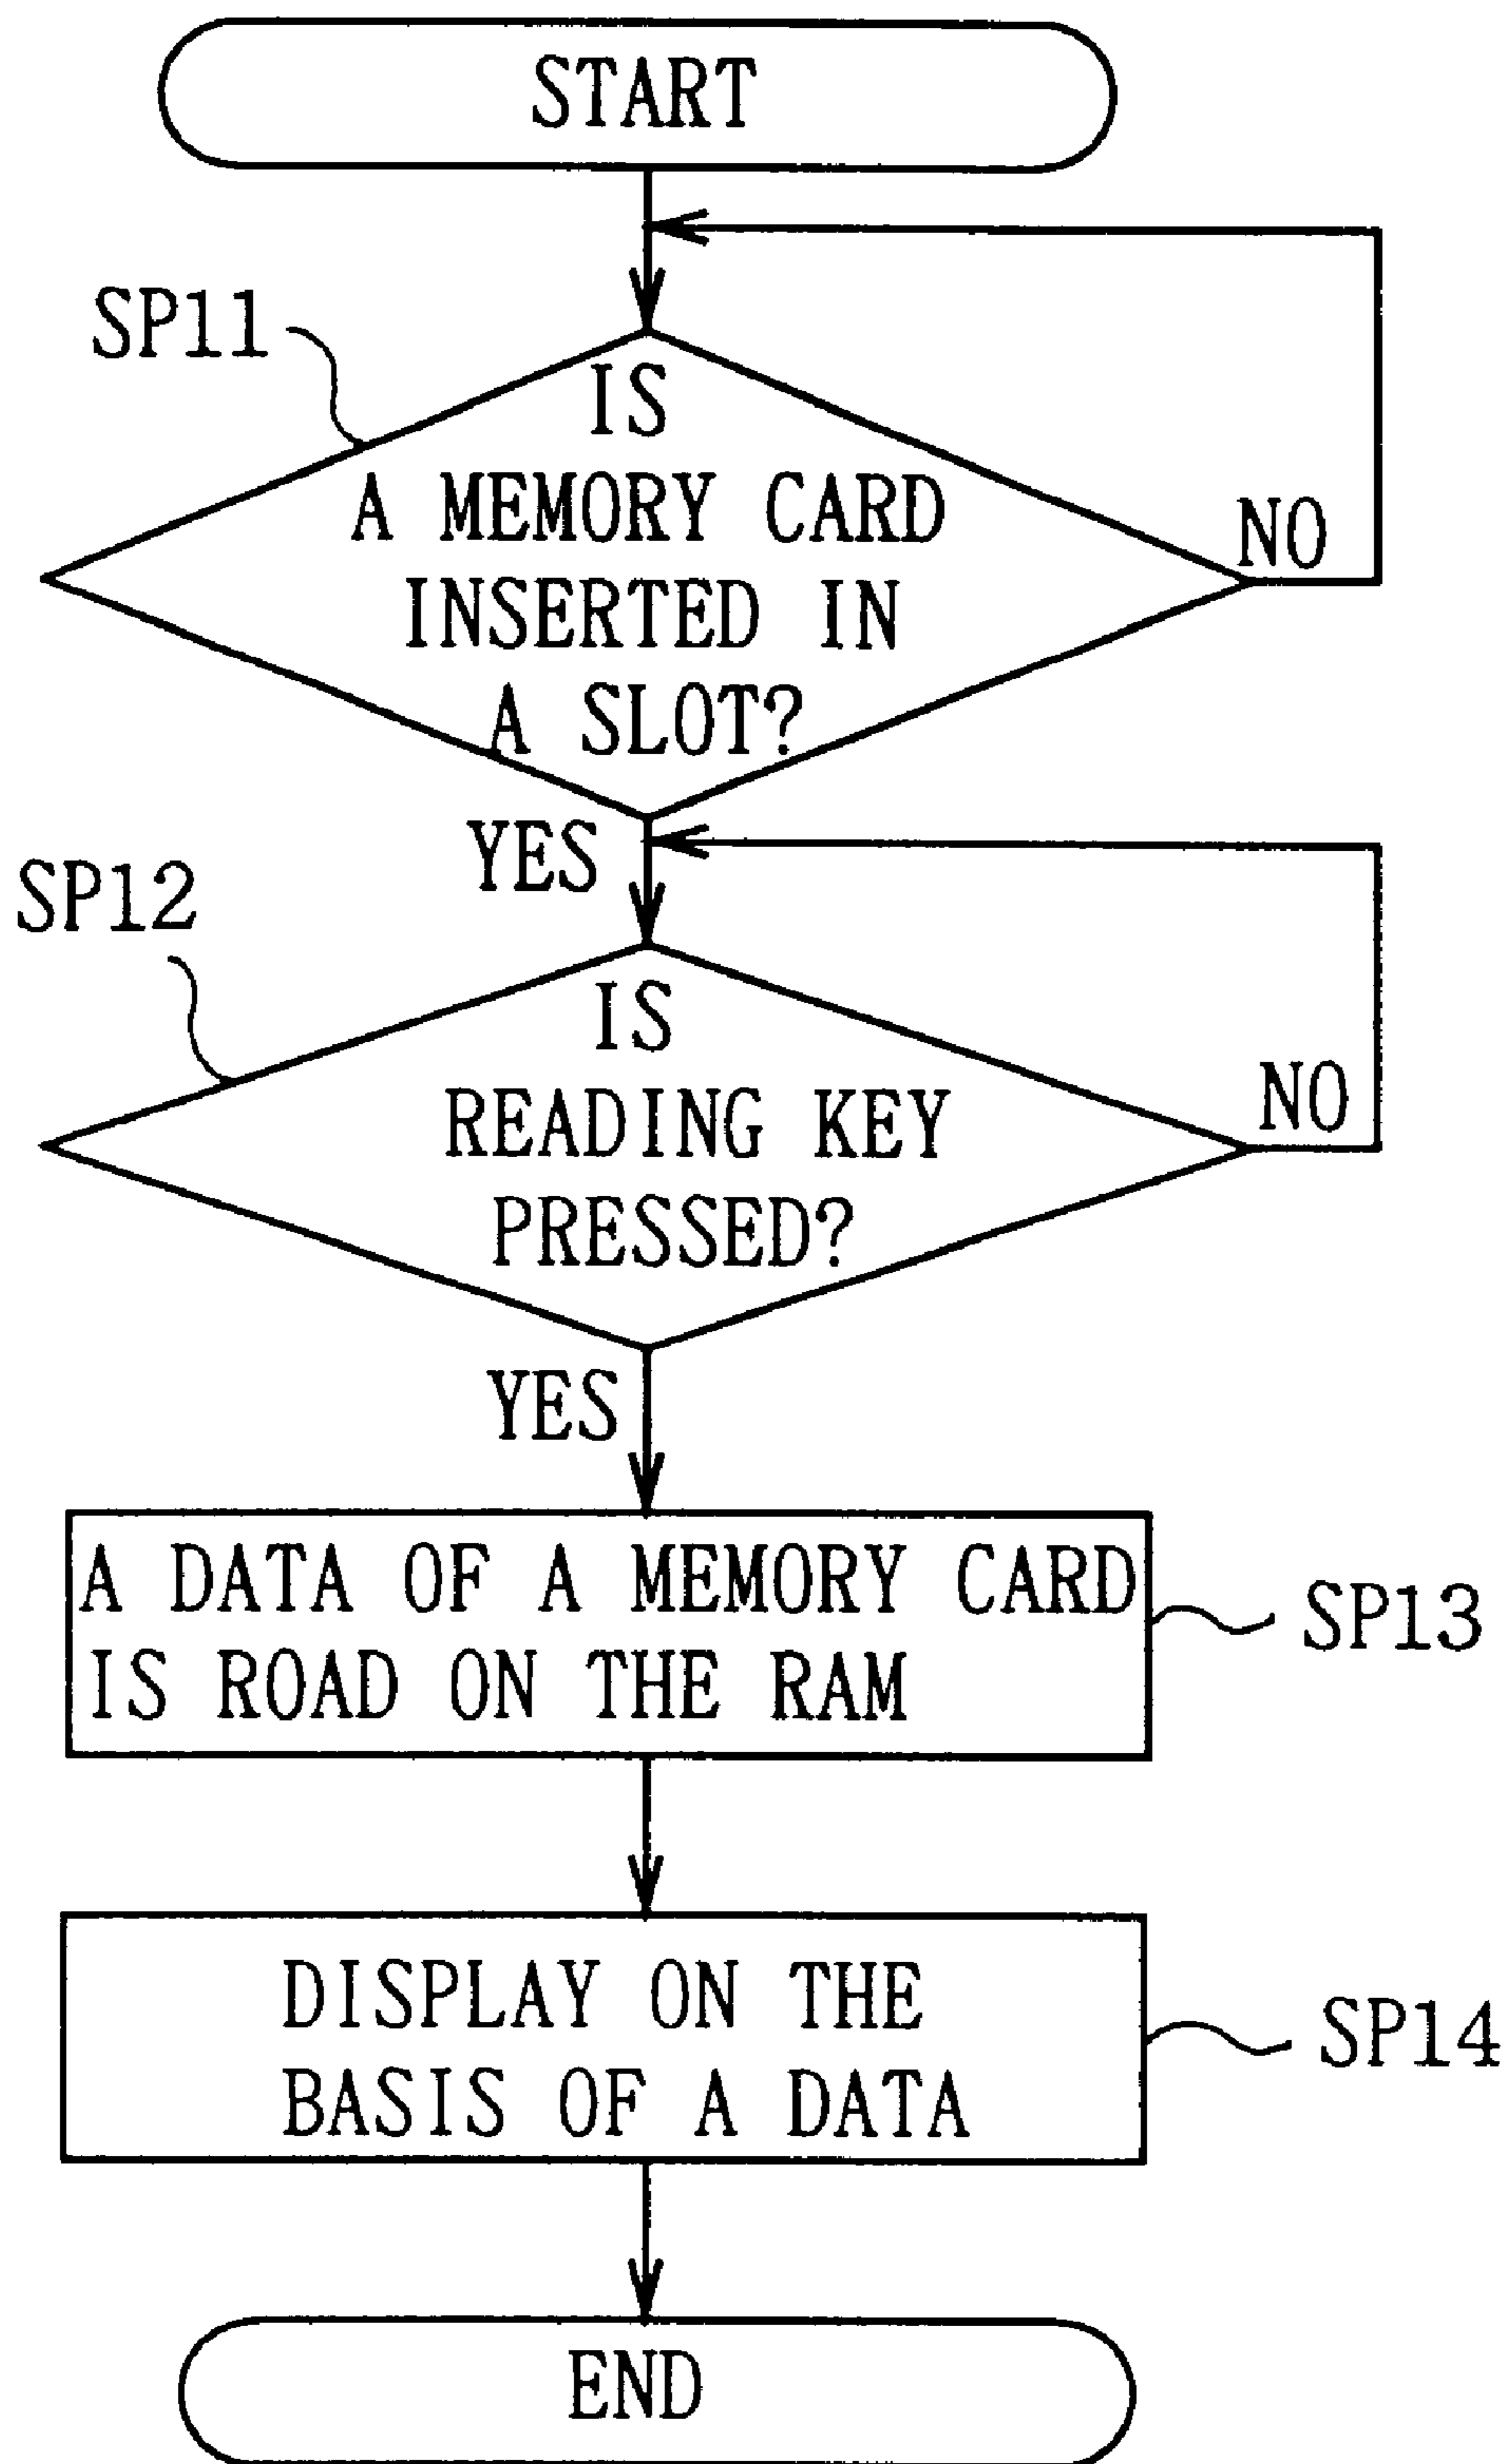 START
SP11
IS
A MEMORY CARD
INSERTED IN
A SLOT?
NO
YES
SP12
IS
READING KEY
PRESSED?
NO
YES
A DATA OF A MEMORY CARD
IS ROAD ON THE RAM
SP13
DISPLAY ON THE
BASIS OF A DATA
SP14
END